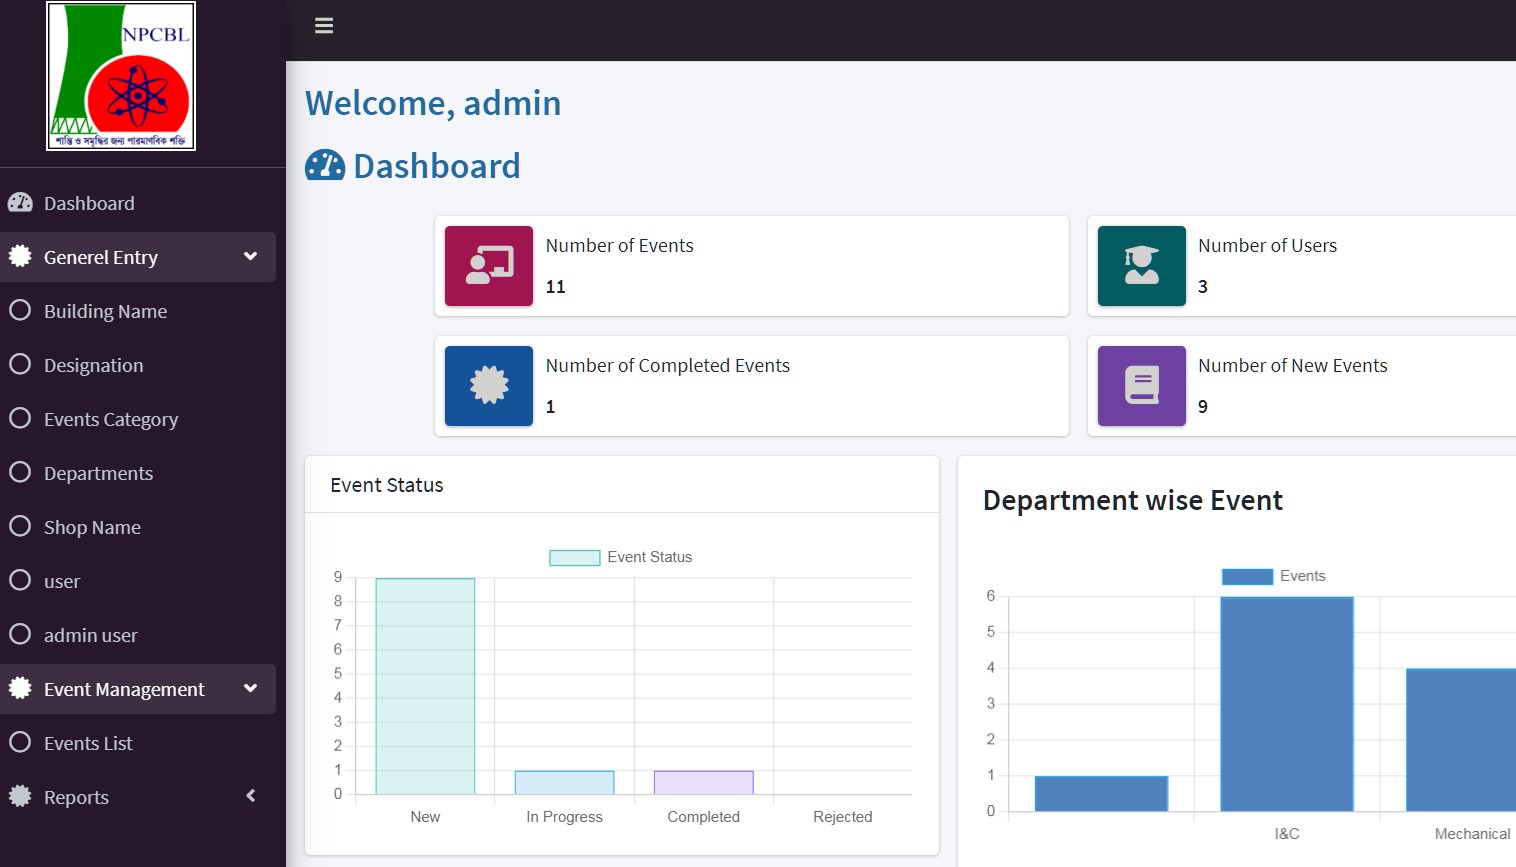 NPCBL
শান্তি ও সমৃদ্ধির জন্য পারমাণবিক শক্তি
Dashboard
Generel Entry
Building Name
Designation
Events Category
Departments
Shop Name
user
admin user
Event Management
Events List
Reports
Welcome, admin
Dashboard
Number of Events
11
Number of Users
3
Number of Completed Events
1
Number of New Events
9
Event Status
Event Status
9
8
7
6
5
4
3
2
1
0
New
In Progress
Completed
Rejected
Department wise Event
Events
6
5
4
3
2
1
0
I&C
Mechanical